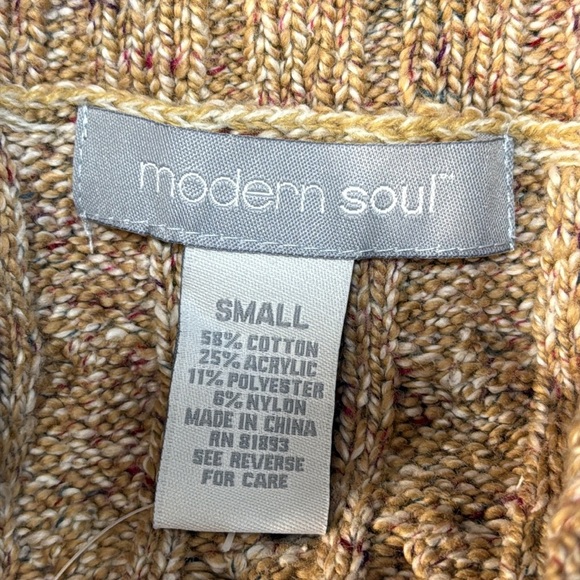 modern soul™
SMALL
58% COTTON
25% ACRYLIC
11% POLYESTER
6% NYLON
MADE IN CHINA
RN 81893
SEE REVERSE
FOR CARE